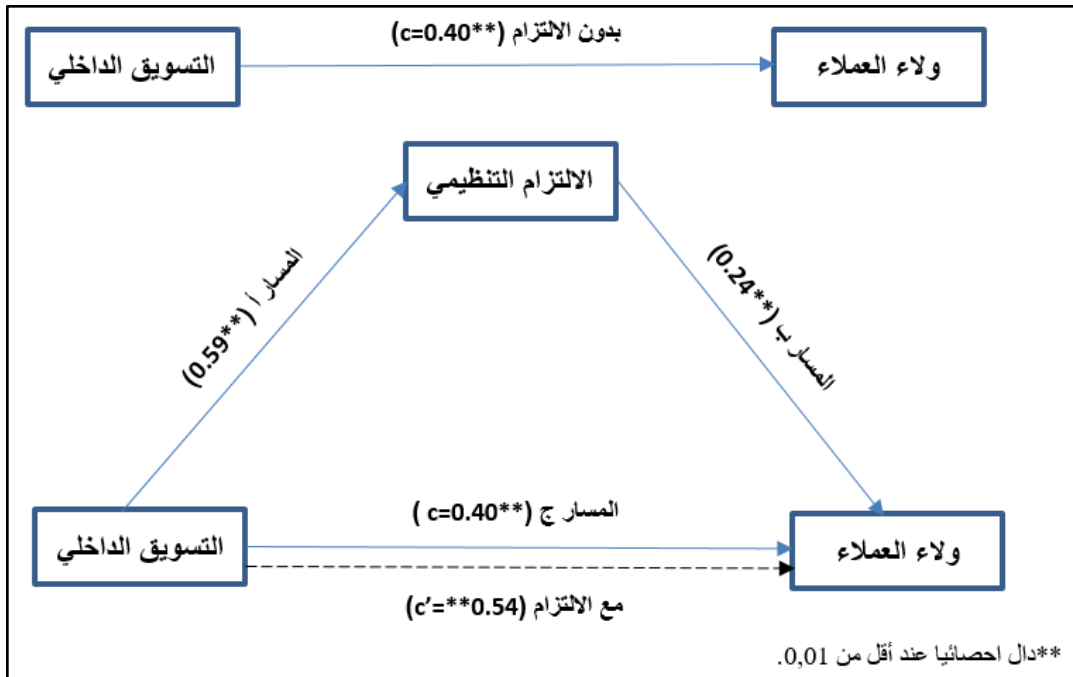 بدون الالتزام (c=0.40**)
التسويق الداخلي
ولاء العملاء
الالتزام التنظيمي
المسار أ (0.59**)
المسار ب (0.24**)
المسار ج (c=0.40** )
التسويق الداخلي
ولاء العملاء
مع الالتزام (c’=**0.54)
**دال احصائيا عند أقل من 0,01.